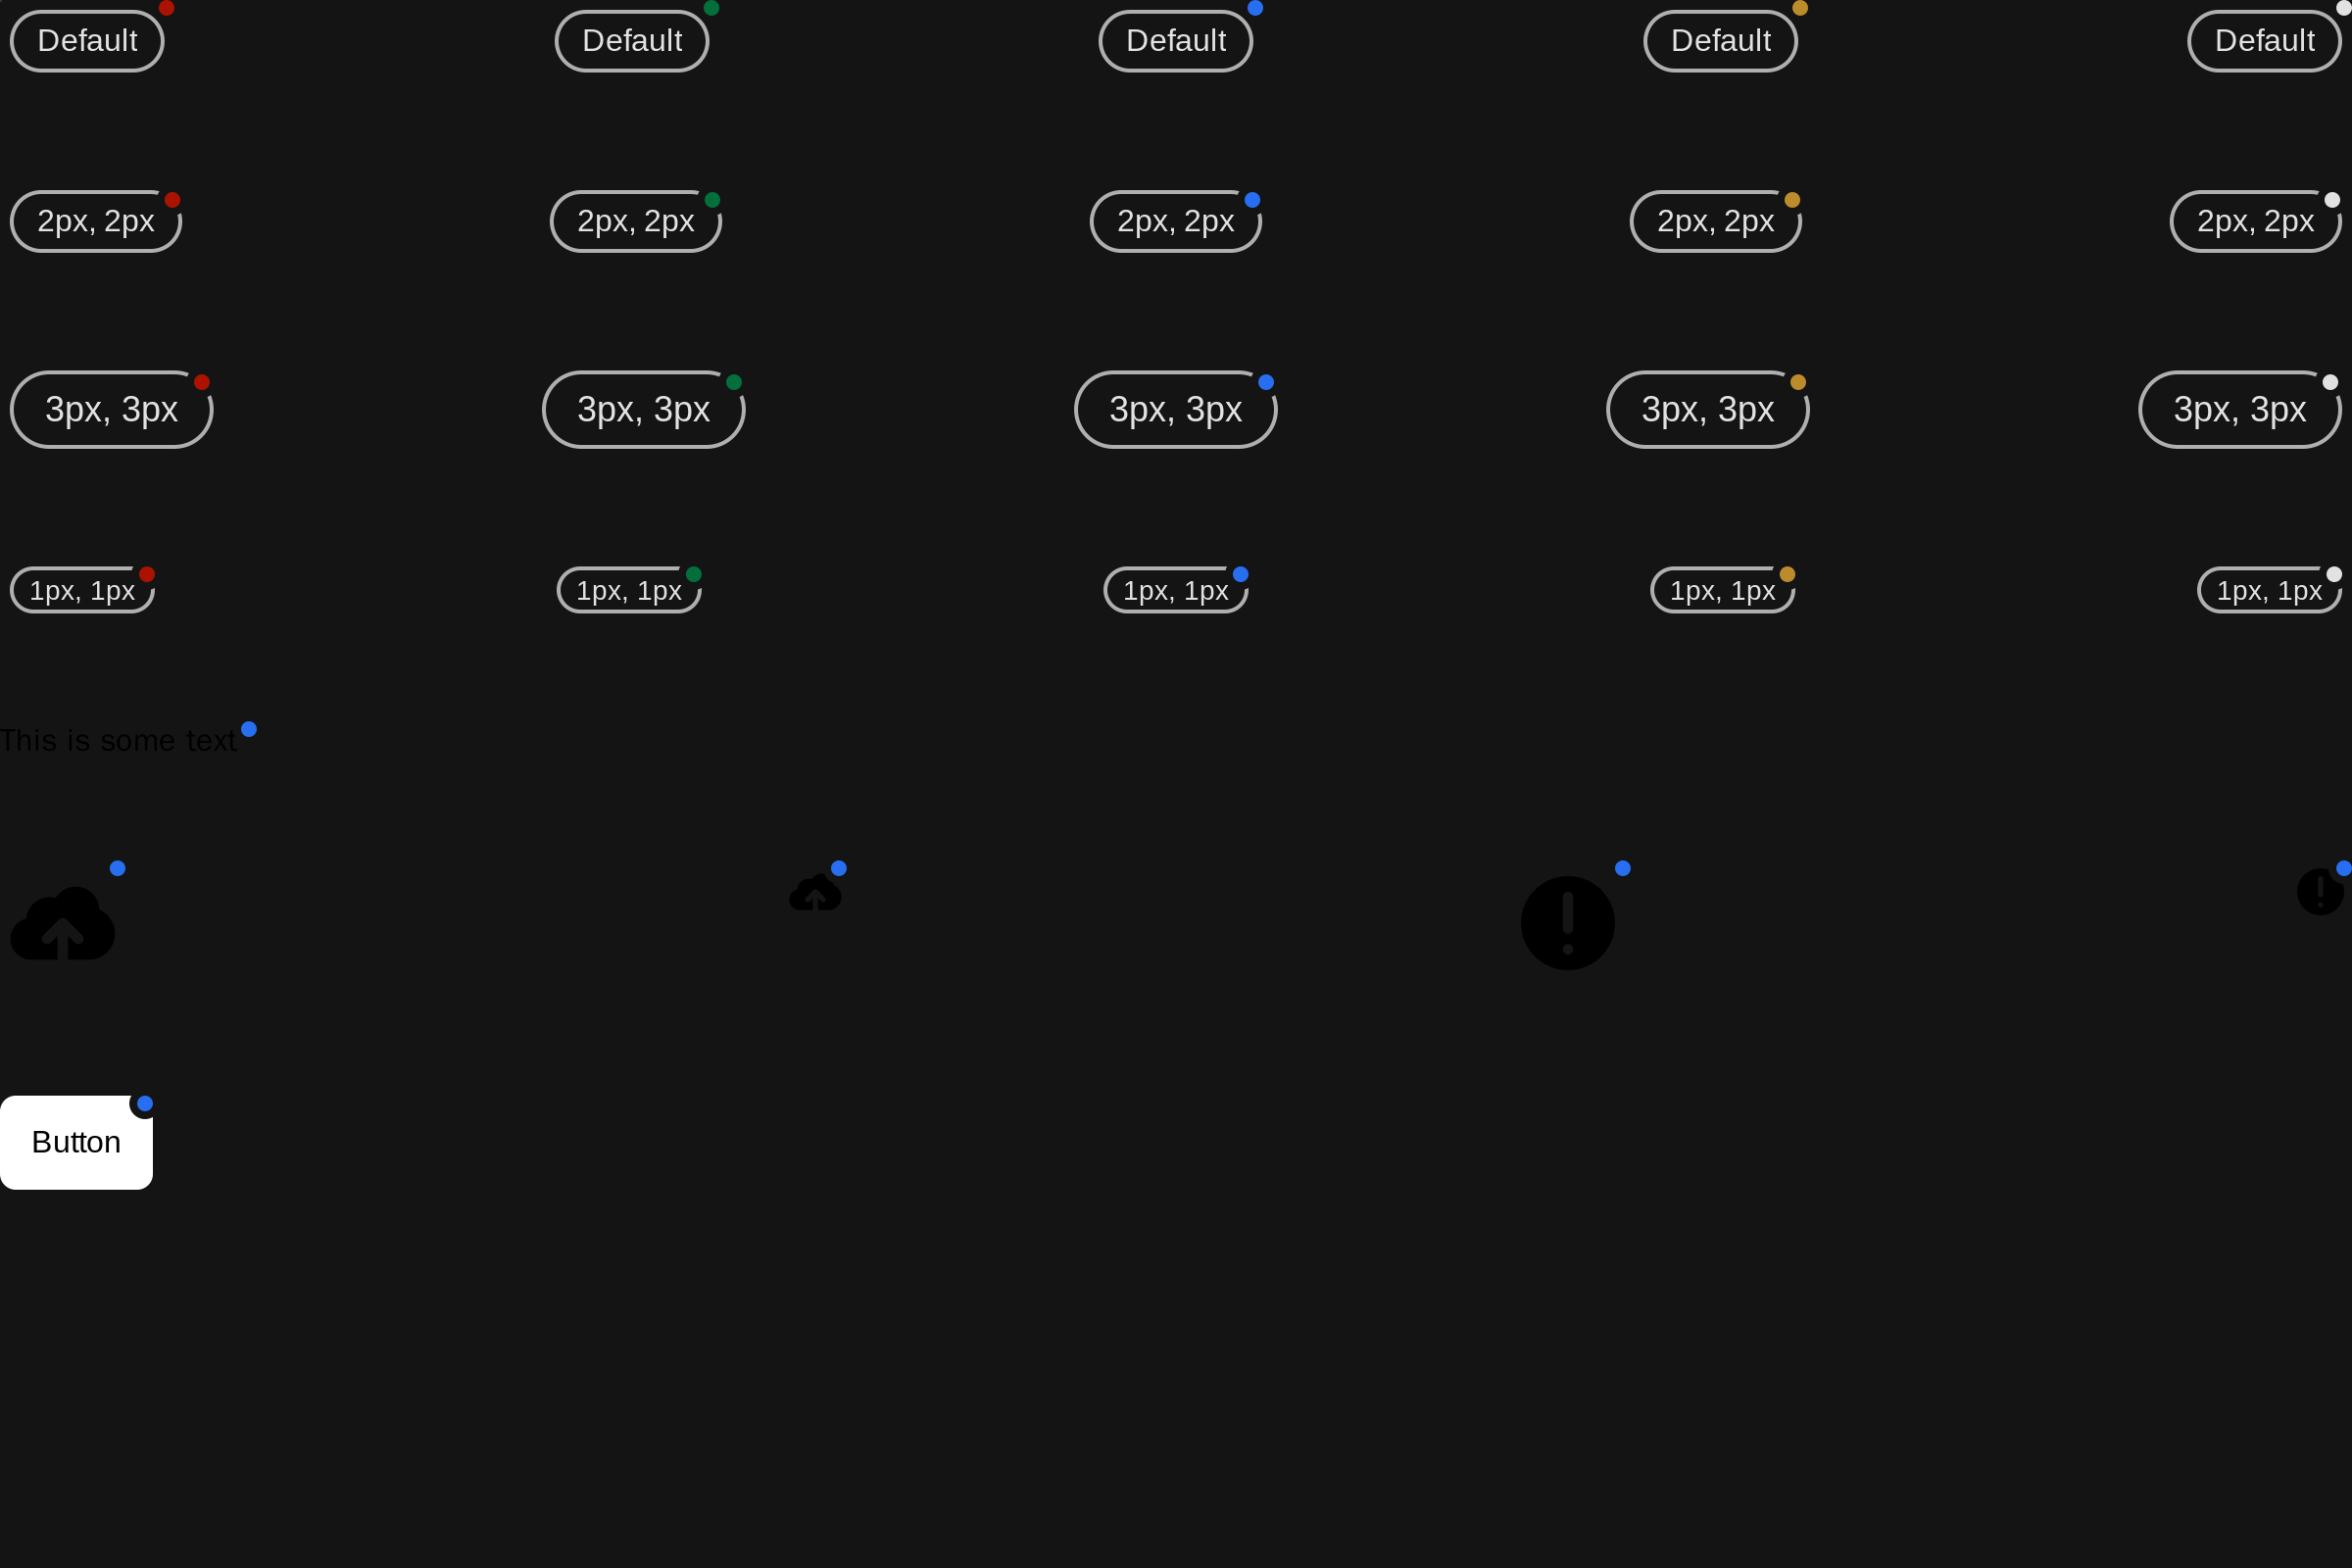 Default Default Default Default Default
2px, 2px 2px, 2px 2px, 2px 2px, 2px 2px, 2px
3px, 3px 3px, 3px 3px, 3px 3px, 3px 3px, 3px
1px, 1px 1px, 1px 1px, 1px 1px, 1px 1px, 1px
This is some text
Button